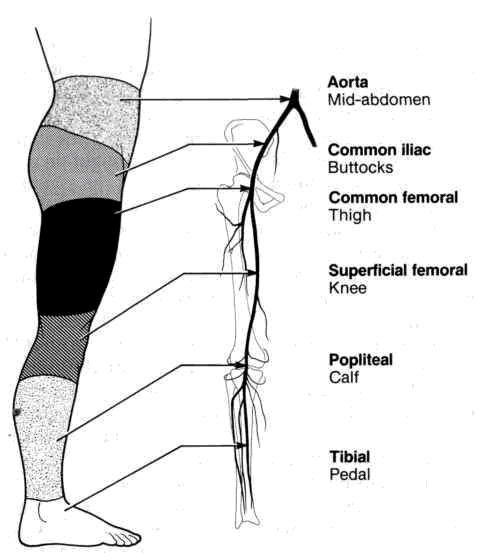 Aorta
Mid-abdomen
Common iliac
Buttocks
Common femoral
Thigh
Superficial femoral
Knee
Popliteal
Calf
Tibial
Pedal